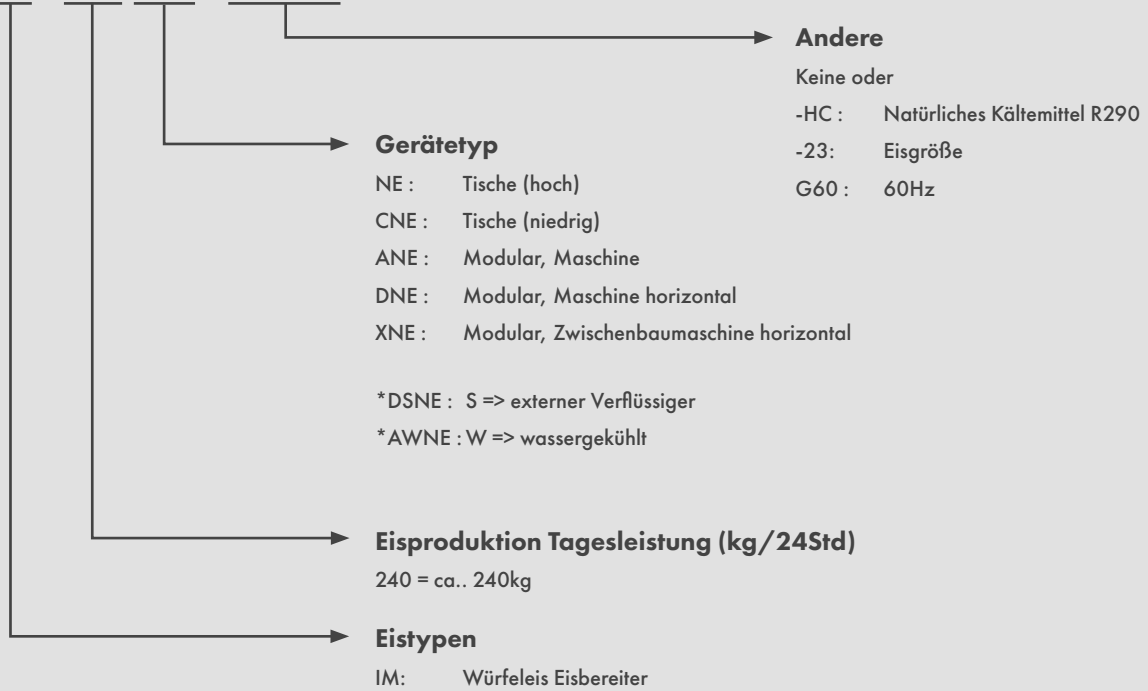 Andere
Keine oder
-HC : Natürliches Kältemittel R290
-23: Eisgröße
G60 : 60Hz
Gerätetyp
NE : Tische (hoch)
CNE : Tische (niedrig)
ANE : Modular, Maschine
DNE : Modular, Maschine horizontal
XNE : Modular, Zwischenbaumaschine horizontal
*DSNE : S => externer Verflüssiger
*AWNE : W => wassergekühlt
Eisproduktion Tagesleistung (kg/24Std)
240 = ca.. 240kg
Eistypen
IM: Würfeleis Eisbereiter